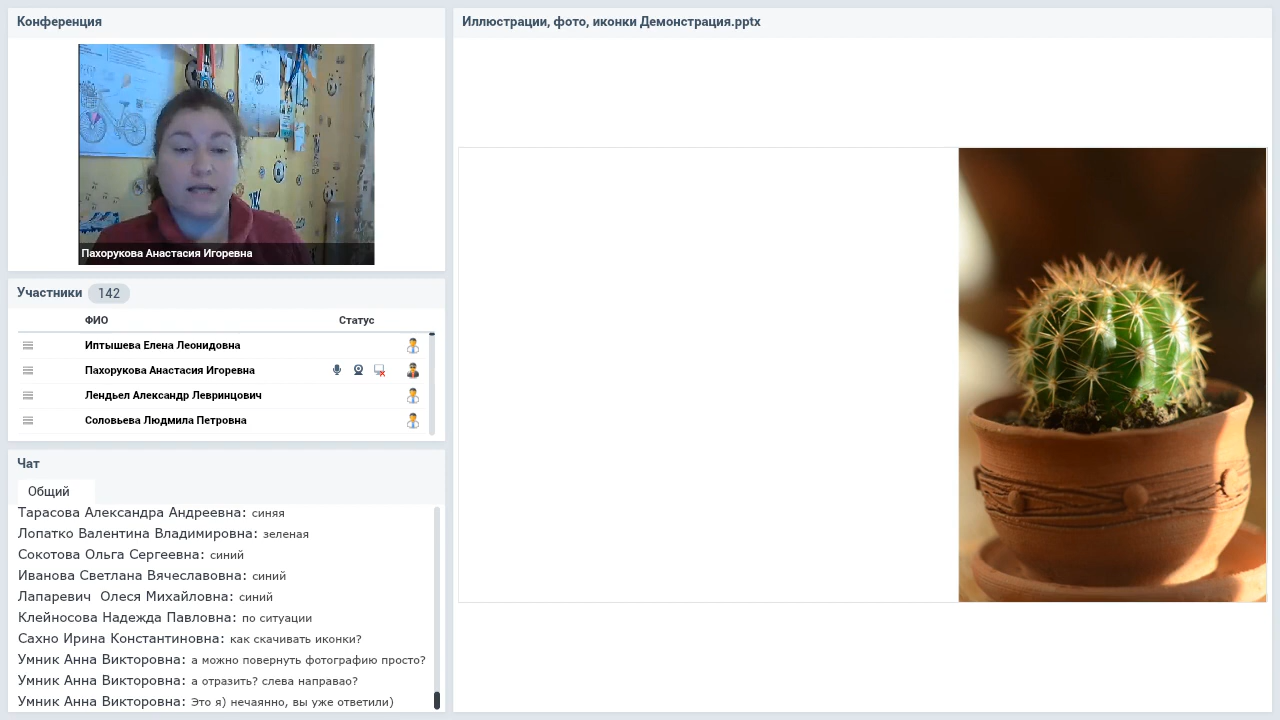 Конференция
Пахорукова Анастасия Игоревна
Участники 142
ФИО Статус
Иптышева Елена Леонидовна
Пахорукова Анастасия Игоревна
Лендьел Александр Левринцович
Соловьева Людмила Петровна
Чат
Общий
Тарасова Александра Андреевна: синяя
Лопатко Валентина Владимировна: зеленая
Сокотова Ольга Сергеевна: синий
Иванова Светлана Вячеславовна: синий
Лапаревич  Олеся Михайловна: синий
Клейносова Надежда Павловна: по ситуации
Сахно Ирина Константиновна: как скачивать иконки?
Умник Анна Викторовна: а можно повернуть фотографию просто?
Умник Анна Викторовна: а отразить? слева направао?
Умник Анна Викторовна: Это я) нечаянно, вы уже ответили)
Иллюстрации, фото, иконки Демонстрация.pptx